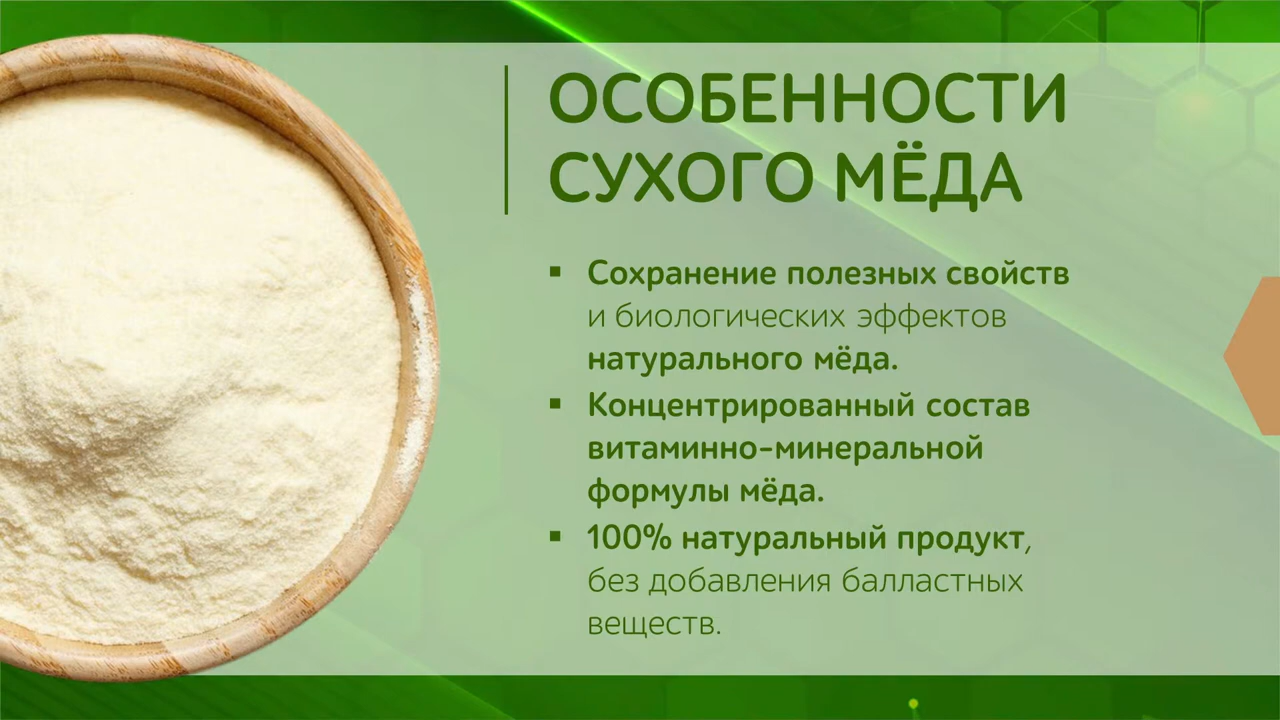 ОСОБЕННОСТИ
СУХОГО МЁДА
▪ Сохранение полезных свойств
и биологических эффектов
натурального мёда.
▪ Концентрированный состав
витаминно-минеральной
формулы мёда.
▪ 100% натуральный продукт,
без добавления балластных
веществ.